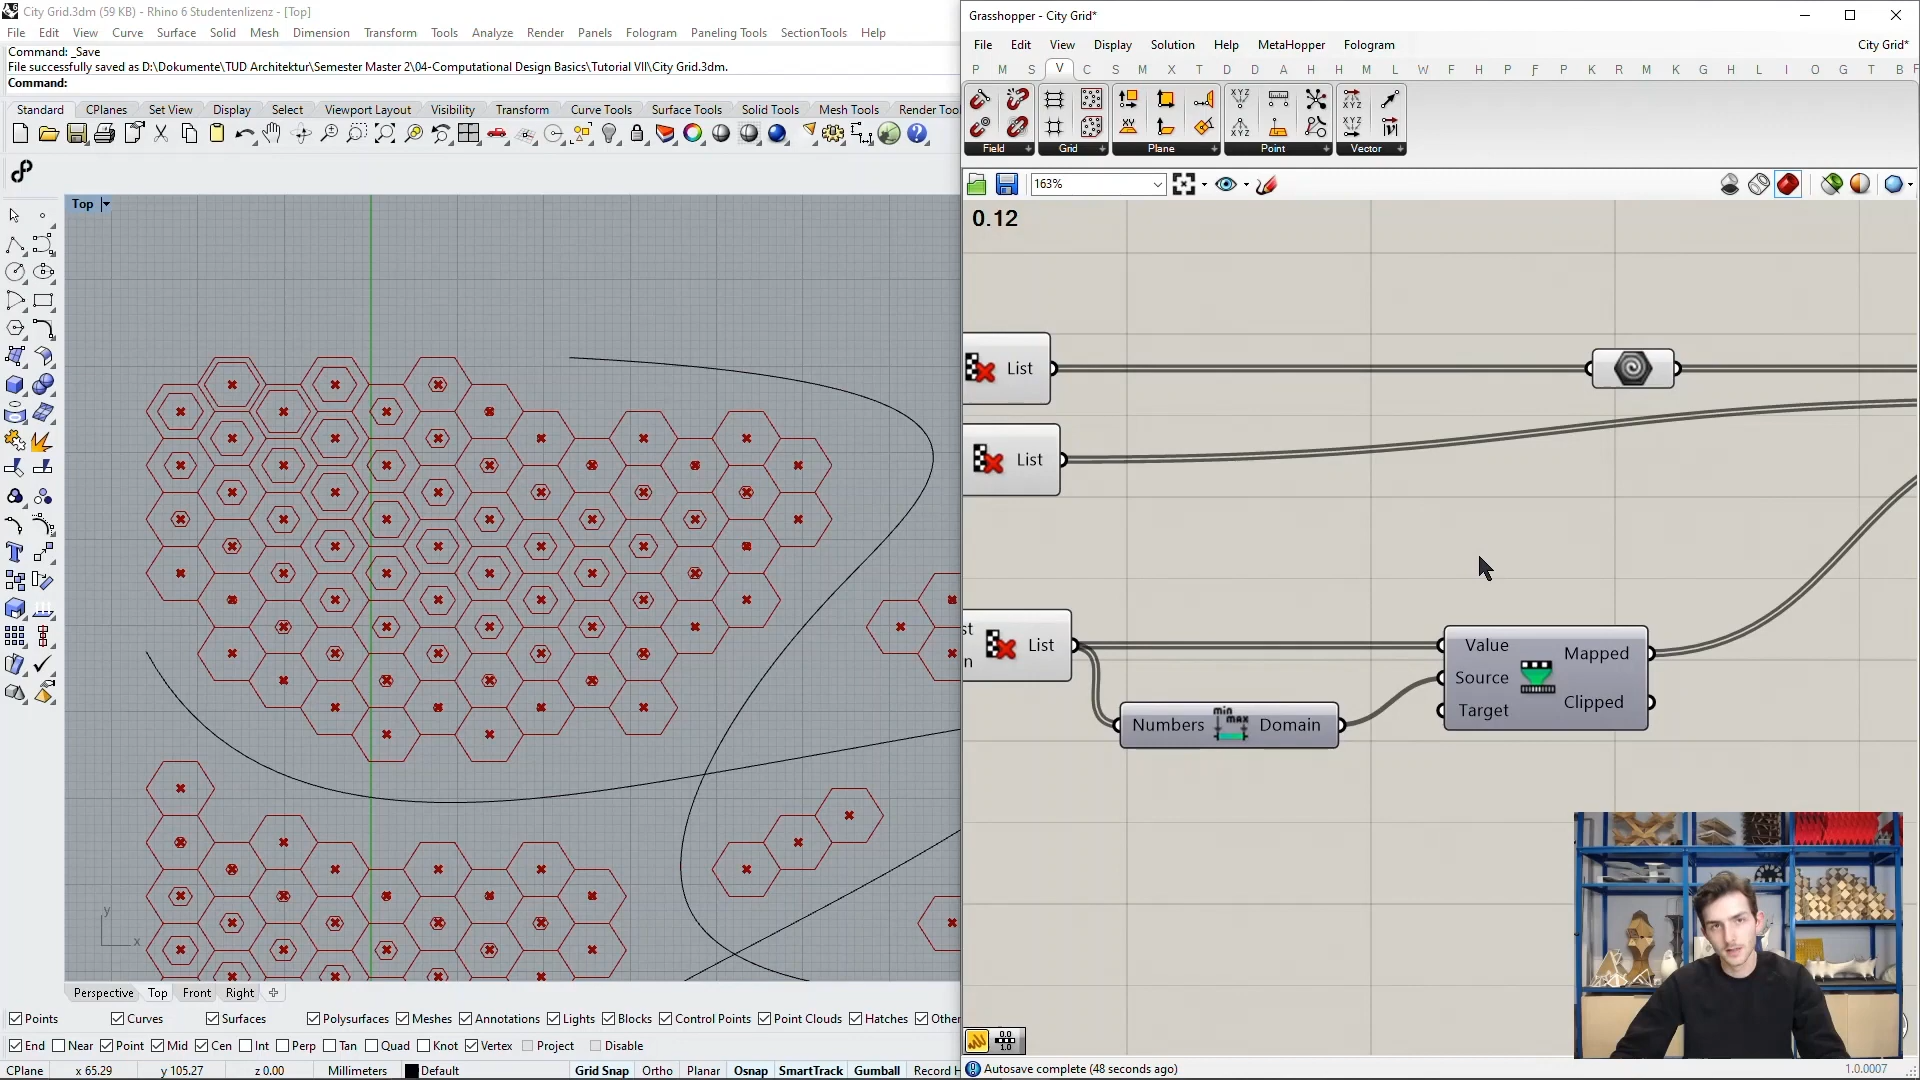 City Grid.3dm (59 KB) - Rhino 6 Studentenlizenz - [Top]
File Edit View Curve Surface Solid Mesh Dimension Transform Tools Analyze Render Panels Fologram Paneling Tools SectionTools Help
Command: _Save
File successfully saved as D:\Dokumente\TUD Architektur\Semester Master 2\04-Computational Design Basics\Tutorial VII\City Grid.3dm.
Command:
Standard CPlanes Set View Display Select Viewport Layout Visibility Transform Curve Tools Surface Tools Solid Tools Mesh Tools Render Too
Top
y
x
Perspective Top Front Right
Points Curves Surfaces Polysurfaces Meshes Annotations Lights Blocks Control Points Point Clouds Hatches Other
End Near Point Mid Cen Int Perp Tan Quad Knot Vertex Project Disable
CPlane x 65.29 y 105.27 z 0.00 Millimeters Default Grid Snap Ortho Planar Osnap SmartTrack Gumball Record H
Grasshopper - City Grid*
File Edit View Display Solution Help MetaHopper Fologram City Grid*
P M S V C S M X T D D A H H M L W F H P F S P K R M K G H L I O G T B F
Field Grid Plane Point Vector
163%
0.12
List
List
st
n
List
Numbers min max Domain
Value
Source
Target
Mapped
Clipped
Autosave complete (48 seconds ago)
1.0.0007